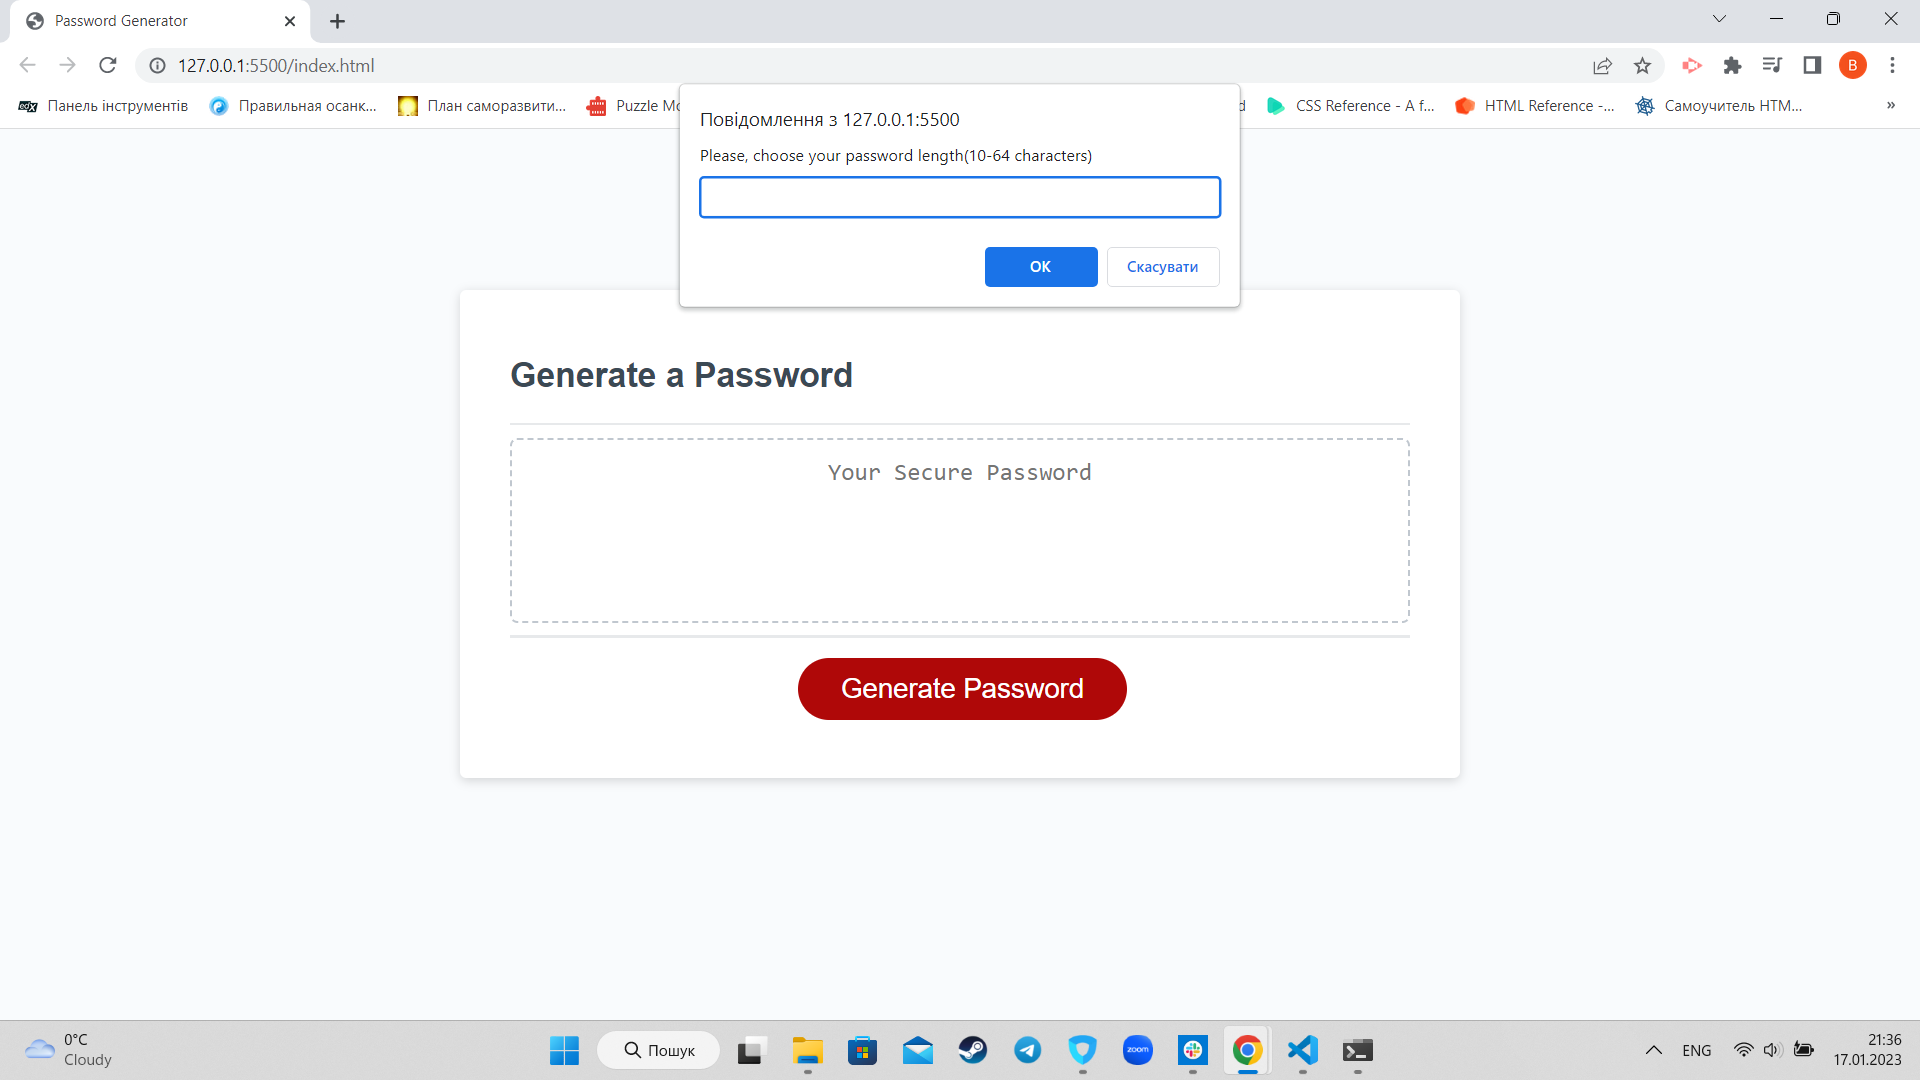 Password Generator
127.0.0.1:5500/index.html
B
edX
Панель інструментів
Правильная осанк...
План саморазвити...
Puzzle
CSS Reference - A f...
HTML Reference -...
Самоучитель HTM...
»
Повідомлення з 127.0.0.1:5500
Please, choose your password length(10-64 characters)
OK
Скасувати
Generate a Password
Your Secure Password
Generate Password
0°C
Cloudy
Пошук
zoom
ENG
21:36
17.01.2023